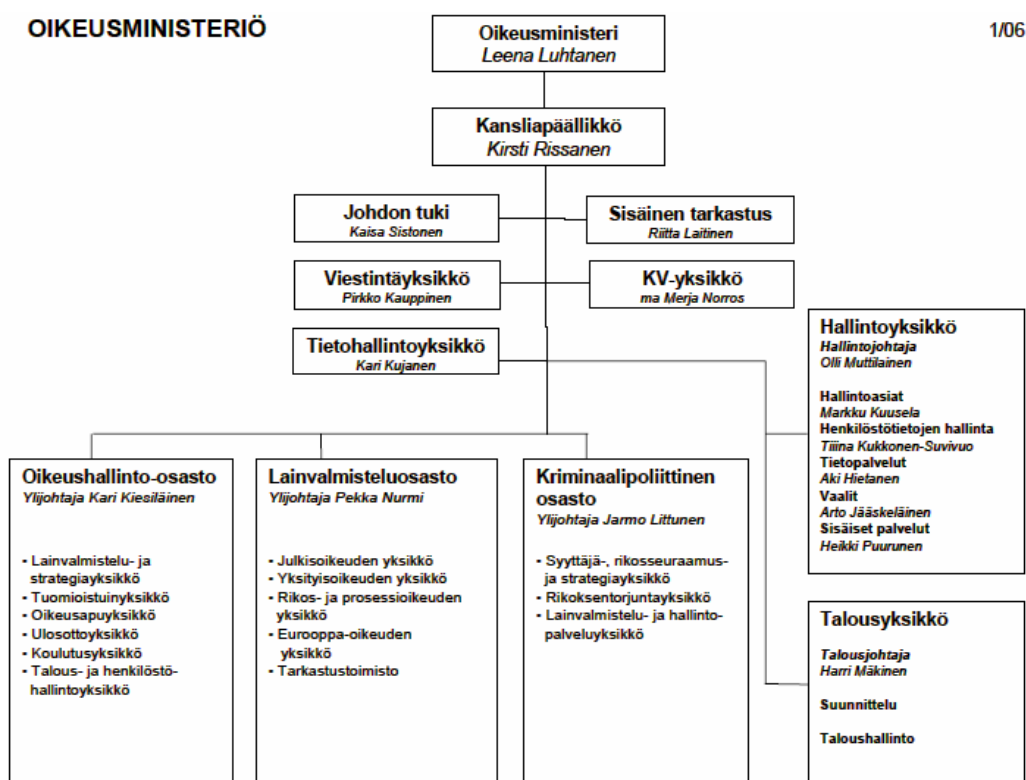 OIKEUSMINISTERIÖ
1/06
Oikeusministeri
Leena Luhtanen
Kansliapäällikkö
Kirsti Rissanen
Johdon tuki
Kaisa Sistonen
Sisäinen tarkastus
Riitta Laitinen
Viestintäyksikkö
Pirkko Kauppinen
KV-yksikkö
ma Merja Norros
Tietohallintoyksikkö
Kari Kujanen
Hallintoyksikkö
Hallintojohtaja
Olli Muttilainen
Hallintoasiat
Markku Kuusela
Henkilöstötietojen hallinta
Tiiina Kukkonen-Suvivuo
Tietopalvelut
Aki Hietanen
Vaalit
Arto Jääskeläinen
Sisäiset palvelut
Heikki Puurunen
Oikeushallinto-osasto
Ylijohtaja Kari Kiesiläinen
- Lainvalmistelu- ja
strategiayksikkö
- Tuomioistuinyksikkö
- Oikeusapuyksikkö
- Ulosottoyksikkö
- Koulutusyksikkö
- Talous- ja henkilöstö-
hallintoyksikkö
Lainvalmisteluosasto
Ylijohtaja Pekka Nurmi
- Julkisoikeuden yksikkö
- Yksityisoikeuden yksikkö
- Rikos- ja prosessioikeuden
yksikkö
- Eurooppa-oikeuden
yksikkö
- Tarkastustoimisto
Kriminaalipoliittinen
osasto
Ylijohtaja Jarmo Littunen
- Syyttäjä-, rikosseuraamus-
ja strategiayksikkö
- Rikoksentorjuntayksikkö
- Lainvalmistelu- ja hallinto-
palveluyksikkö
Talousyksikkö
Talousjohtaja
Harri Mäkinen
Suunnittelu
Taloushallinto